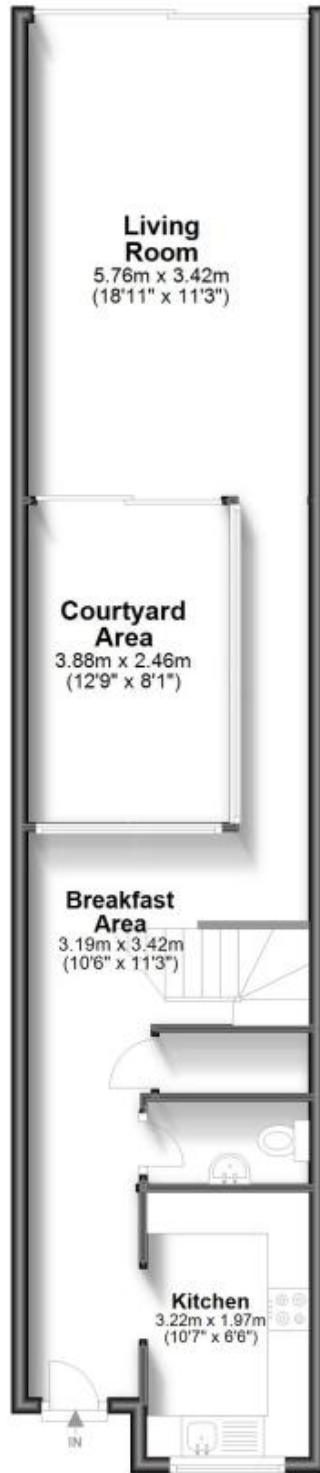 Living
Room
5.76m x 3.42m
(18'11" x 11'3")
Courtyard
Area
3.88m x 2.46m
(12'9" x 8'1")
Breakfast
Area
3.19m x 3.42m
(10'6" x 11'3")
Kitchen
3.22m x 1.97m
(10'7" x 6'6")
IN